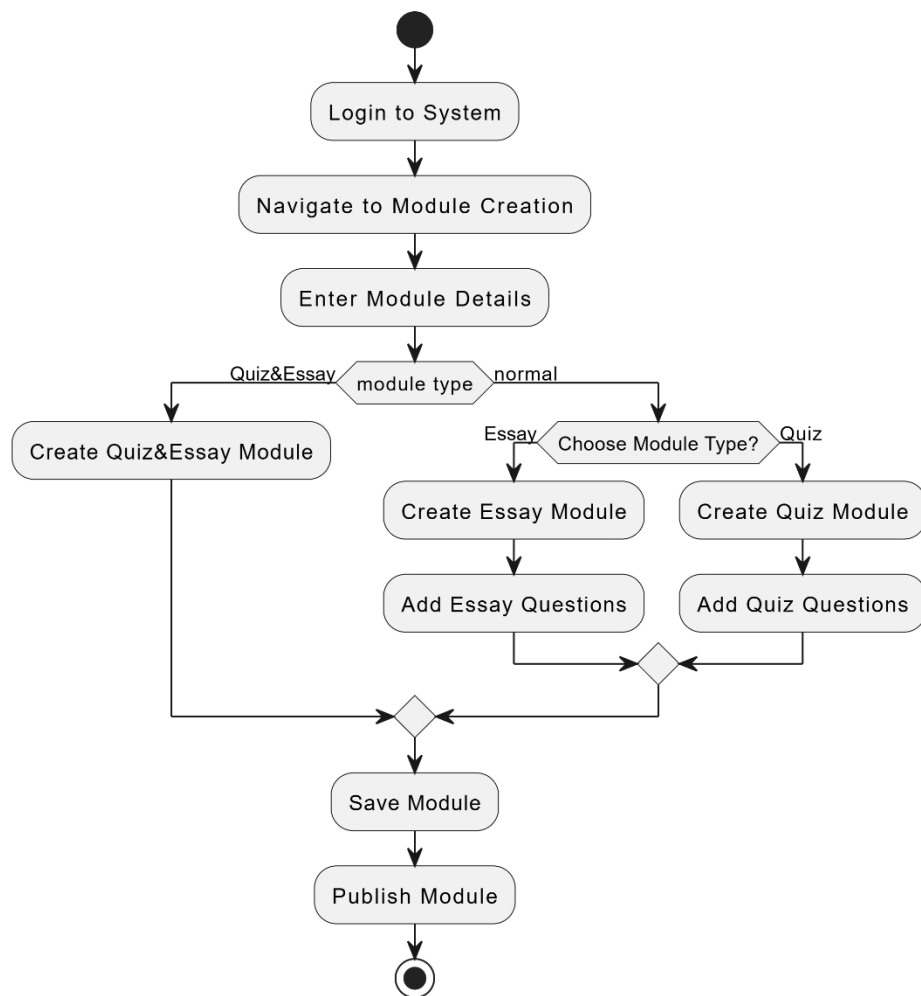 Login to System
Navigate to Module Creation
Enter Module Details
Quiz&Essay
module type
normal
Create Quiz&Essay Module
Essay
Choose Module Type?
Quiz
Create Essay Module
Create Quiz Module
Add Essay Questions
Add Quiz Questions
Save Module
Publish Module